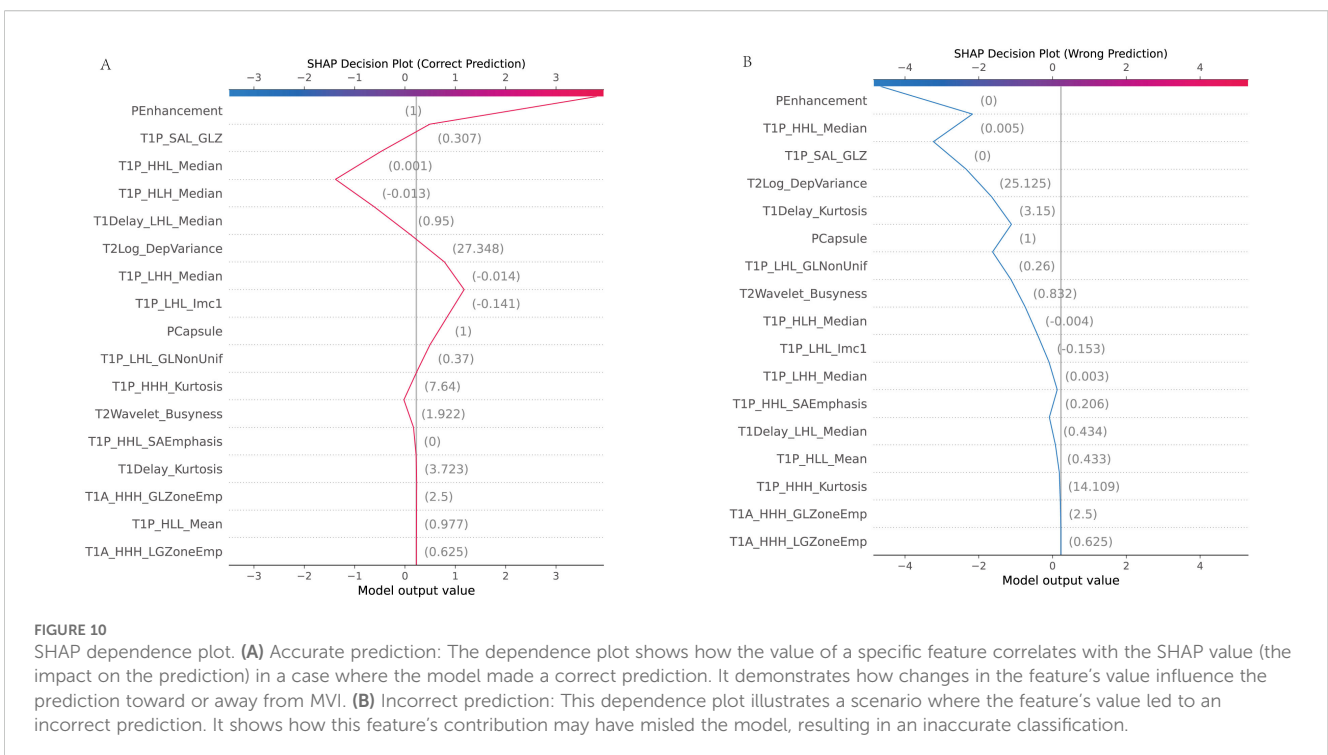 A
SHAP Decision Plot (Correct Prediction)
−3 −2 −1 0 1 2 3
PEnhancement (1)
T1P_SAL_GLZ (0.307)
T1P_HHL_Median (0.001)
T1P_HLH_Median (-0.013)
T1Delay_LHL_Median (0.95)
T2Log_DepVariance (27.348)
T1P_LHH_Median (-0.014)
T1P_LHL_Imc1 (-0.141)
PCapsule (1)
T1P_LHL_GLNonUnif (0.37)
T1P_HHH_Kurtosis (7.64)
T2Wavelet_Busyness (1.922)
T1P_HHL_SAEmphasis (0)
T1Delay_Kurtosis (3.723)
T1A_HHH_GLZoneEmp (2.5)
T1P_HLL_Mean (0.977)
T1A_HHH_LGZoneEmp (0.625)
−3 −2 −1 0 1 2 3
Model output value
B
SHAP Decision Plot (Wrong Prediction)
−4 −2 0 2 4
PEnhancement (0)
T1P_HHL_Median (0.005)
T1P_SAL_GLZ (0)
T2Log_DepVariance (25.125)
T1Delay_Kurtosis (3.15)
PCapsule (1)
T1P_LHL_GLNonUnif (0.26)
T2Wavelet_Busyness (0.832)
T1P_HLH_Median (-0.004)
T1P_LHL_Imc1 (-0.153)
T1P_LHH_Median (0.003)
T1P_HHL_SAEmphasis (0.206)
T1Delay_LHL_Median (0.434)
T1P_HLL_Mean (0.433)
T1P_HHH_Kurtosis (14.109)
T1A_HHH_GLZoneEmp (2.5)
T1A_HHH_LGZoneEmp (0.625)
−4 −2 0 2 4
Model output value
FIGURE 10
SHAP dependence plot. (A) Accurate prediction: The dependence plot shows how the value of a specific feature correlates with the SHAP value (the
impact on the prediction) in a case where the model made a correct prediction. It demonstrates how changes in the feature's value influence the
prediction toward or away from MVI. (B) Incorrect prediction: This dependence plot illustrates a scenario where the feature's value led to an
incorrect prediction. It shows how this feature's contribution may have misled the model, resulting in an inaccurate classification.